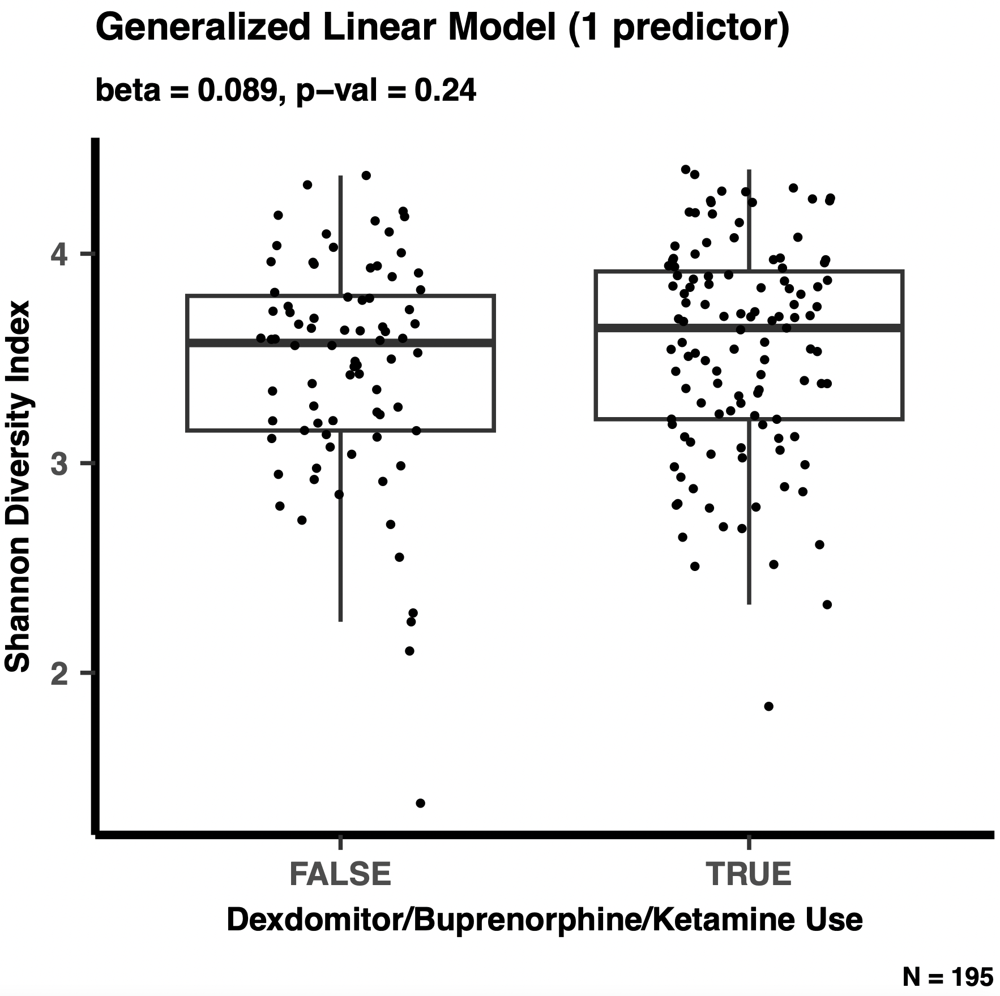 Generalized Linear Model (1 predictor)
beta = 0.089, p−val = 0.24
Shannon Diversity Index
4
3
2
FALSE TRUE
Dexdomitor/Buprenorphine/Ketamine Use
N = 195